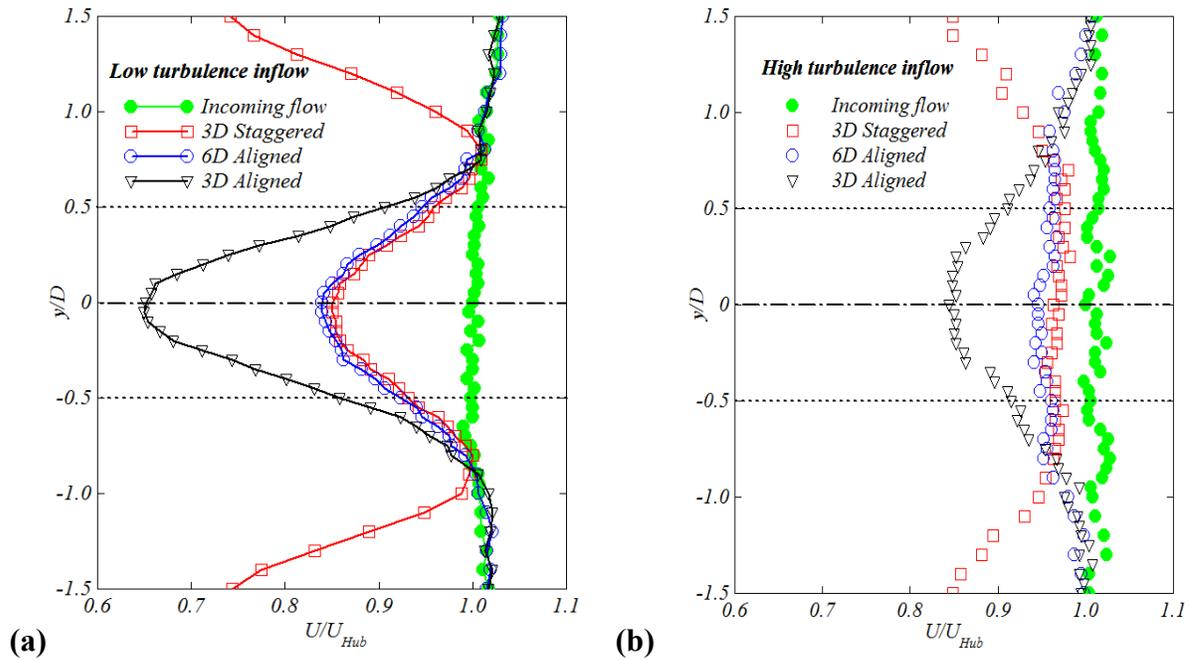 1.5
1.0
0.5
0
-0.5
-1.0
-1.5
y/D
Low turbulence inflow
Incoming flow
3D Staggered
6D Aligned
3D Aligned
0.6 0.7 0.8 0.9 1.0 1.1
U/U_Hub
(a)
1.5
1.0
0.5
0
-0.5
-1.0
-1.5
y/D
High turbulence inflow
Incoming flow
3D Staggered
6D Aligned
3D Aligned
0.6 0.7 0.8 0.9 1.0 1.1
U/U_Hub
(b)